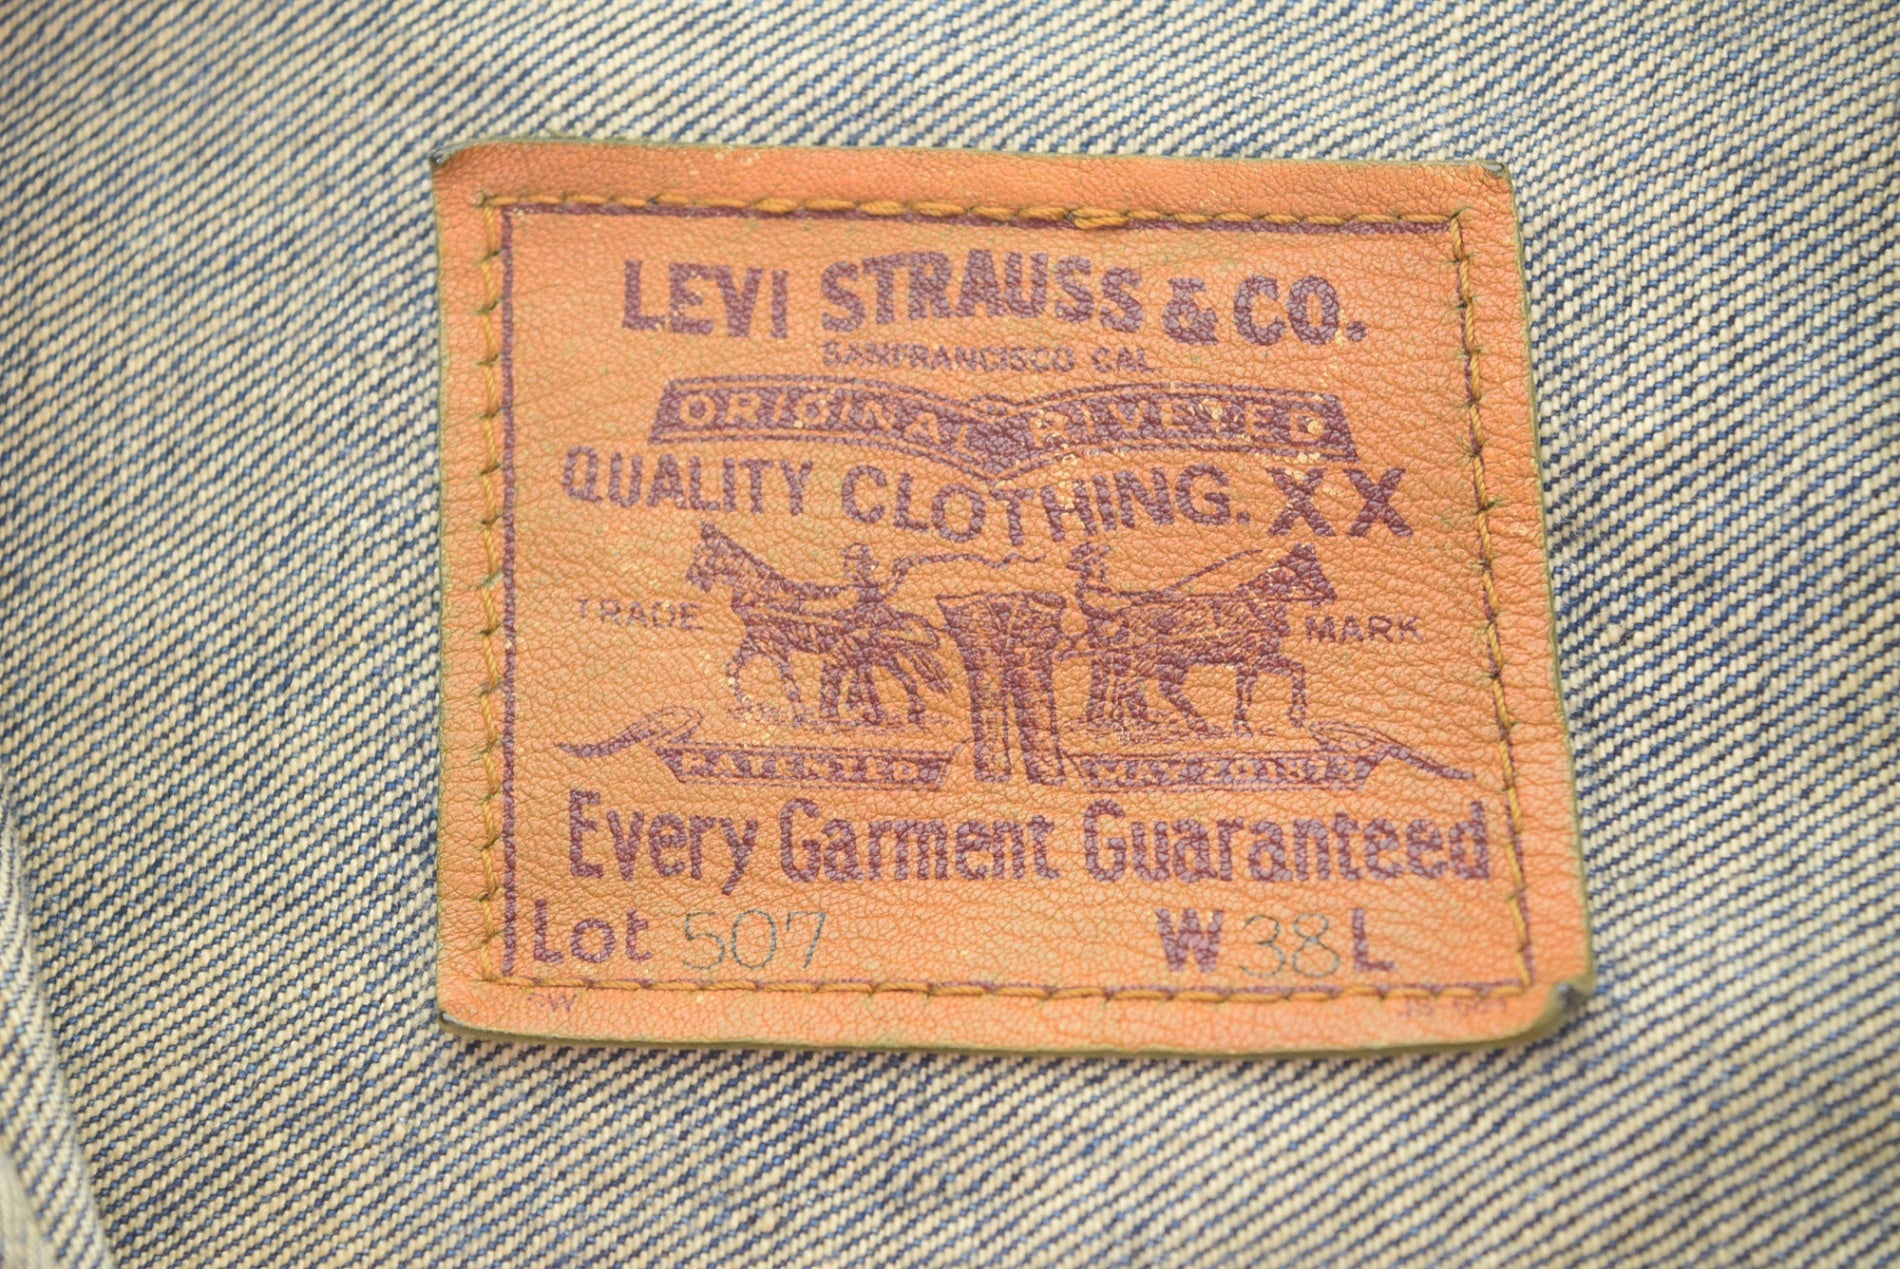 LEVI STRAUSS & CO.
SANFRANCISCO CAL
ORIGINAL RIVETED
QUALITY CLOTHING. XX
TRADE MARK
Every Garment Guaranteed
Lot 507 W 38 L